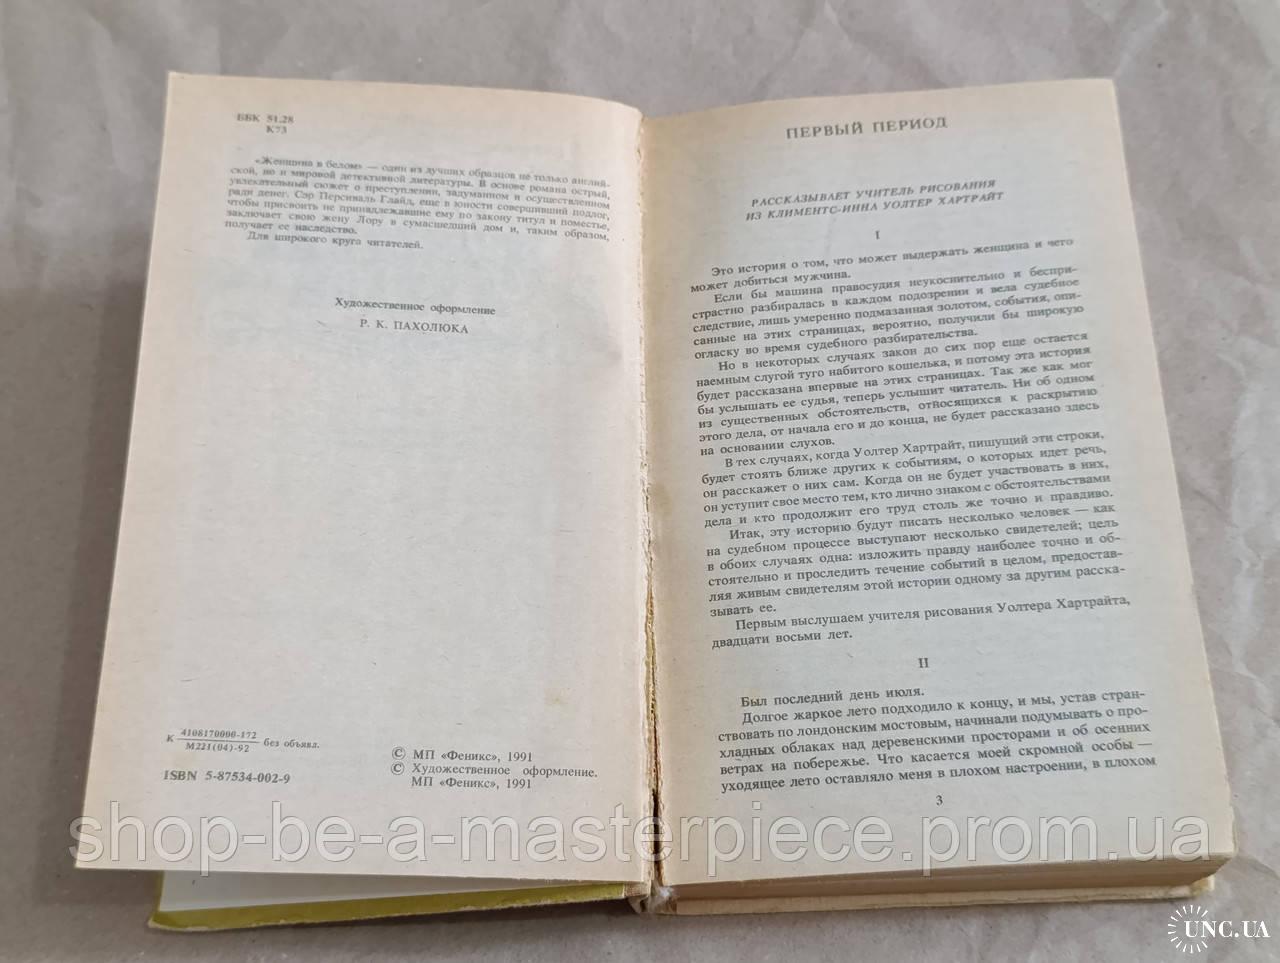 ББК 51.28
К73
«Женщина в белом» — один из лучших образцов не только англий-
ской, но и мировой детективной литературы. В основе романа острый,
увлекательный сюжет о преступлении, задуманном и осуществленном
ради денег. Сэр Персиваль Глайд, еще в юности совершивший подлог,
чтобы присвоить не принадлежавшие ему по закону титул и поместье,
заключает свою жену Лору в сумасшедший дом и, таким образом,
получает ее наследство.
Для широкого круга читателей.
Художественное оформление
Р. К. ПАХОЛЮКА
К 4108170000-172
М221(04)-92 без объявл.
ISBN 5-87534-002-9
© МП «Феникс», 1991
© Художественное оформление.
МП «Феникс», 1991
ПЕРВЫЙ ПЕРИОД
РАССКАЗЫВАЕТ УЧИТЕЛЬ РИСОВАНИЯ
ИЗ КЛИМЕНТС-ИННА УОЛТЕР ХАРТРАЙТ
I
Это история о том, что может выдержать женщина и чего
может добиться мужчина.
Если бы машина правосудия неукоснительно и беспри-
страстно разбиралась в каждом подозрении и вела судебное
следствие, лишь умеренно подмазанная золотом, события, опи-
санные на этих страницах, вероятно, получили бы широкую
огласку во время судебного разбирательства.
Но в некоторых случаях закон до сих пор еще остается
наемным слугой туго набитого кошелька, и потому эта история
будет рассказана впервые на этих страницах. Так же как мог
бы услышать ее судья, теперь услышит читатель. Ни об одном
из существенных обстоятельств, относящихся к раскрытию
этого дела, от начала его и до конца, не будет рассказано здесь
на основании слухов.
В тех случаях, когда Уолтер Хартрайт, пишущий эти строки,
будет стоять ближе других к событиям, о которых идет речь,
он расскажет о них сам. Когда он не будет участвовать в них,
он уступит свое место тем, кто лично знаком с обстоятельствами
дела и кто продолжит его труд столь же точно и правдиво.
Итак, эту историю будут писать несколько человек — как
на судебном процессе выступают несколько свидетелей; цель
в обоих случаях одна: изложить правду наиболее точно и об-
стоятельно и проследить течение событий в целом, предостав-
ляя живым свидетелям этой истории одному за другим расска-
зывать ее.
Первым выслушаем учителя рисования Уолтера Хартрайта,
двадцати восьми лет.
II
Был последний день июля.
Долгое жаркое лето подходило к концу, и мы, устав стран-
ствовать по лондонским мостовым, начинали подумывать о про-
хладных облаках над деревенскими просторами и об осенних
ветрах на побережье. Что касается моей скромной особы —
уходящее лето оставляло меня в плохом настроении, в плохом
3
shop-be-a-masterpiece.prom.ua
UNC.UA